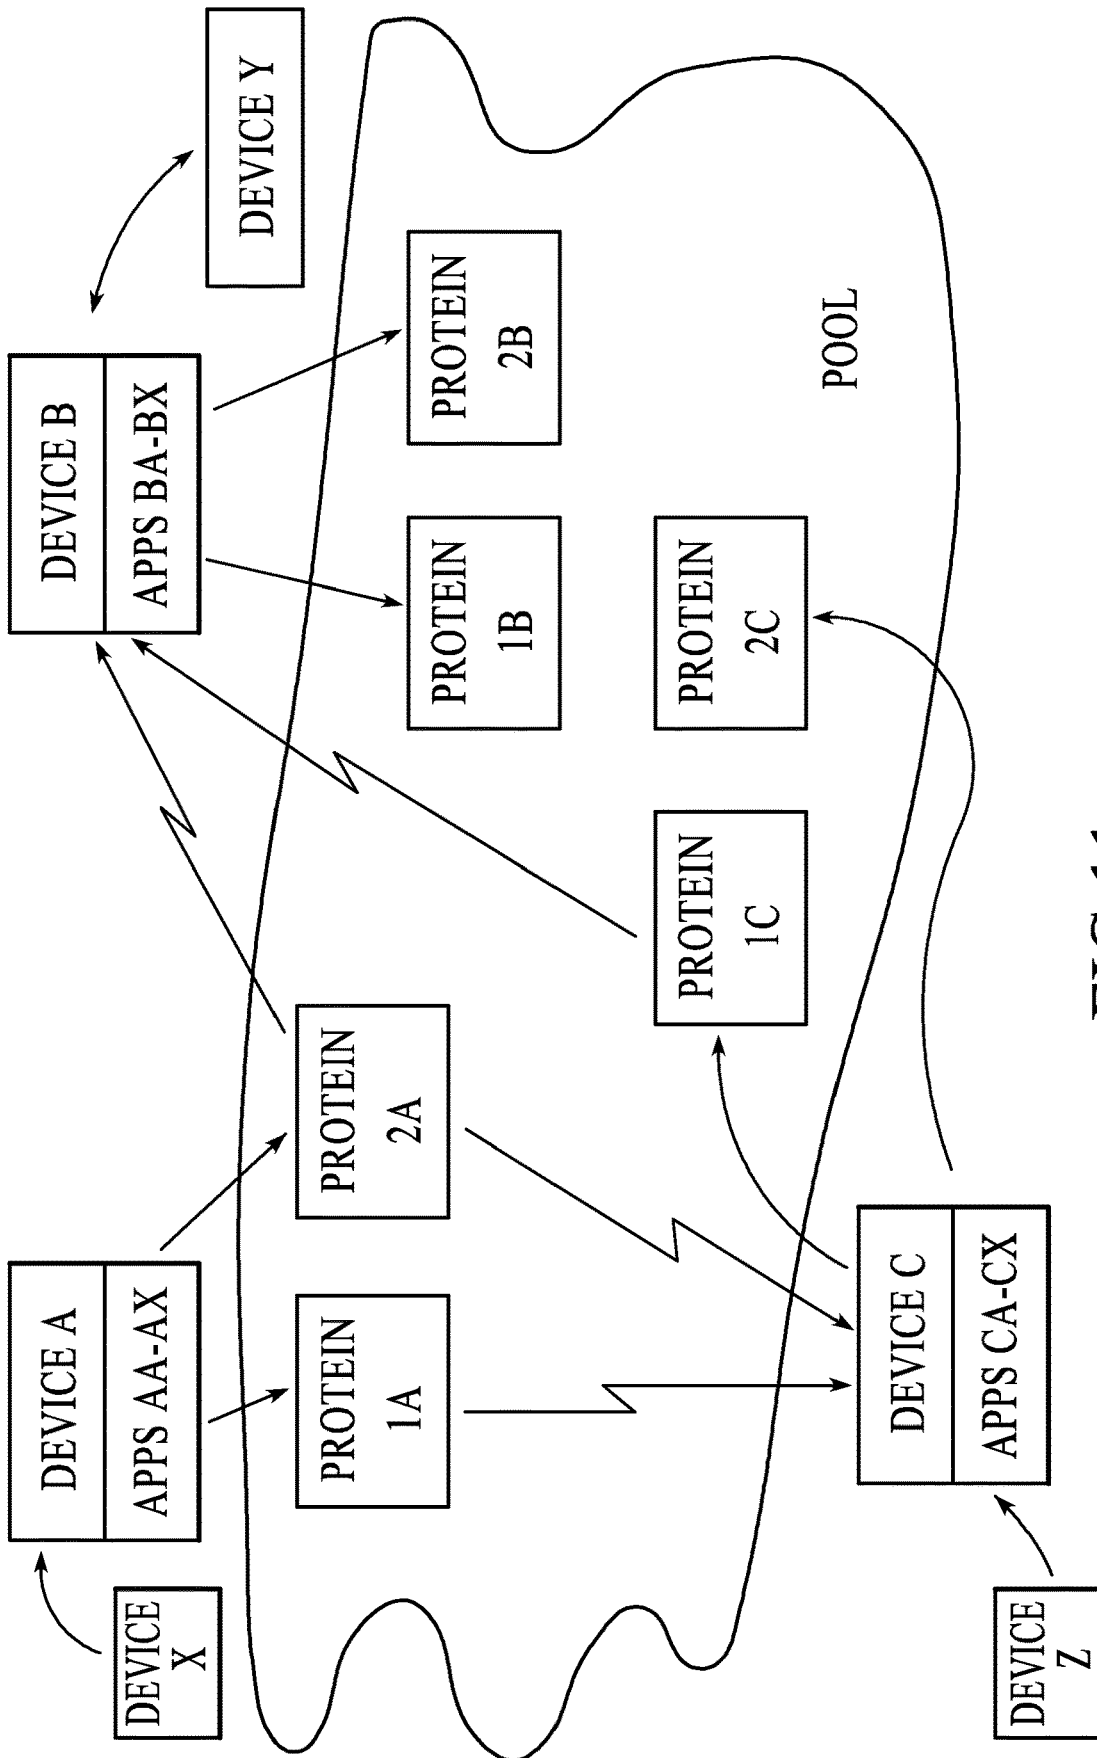 DEVICE A
APPS AA-AX
DEVICE B
APPS BA-BX
DEVICE
X
DEVICE Y
PROTEIN
1A
PROTEIN
2A
PROTEIN
1B
PROTEIN
2B
PROTEIN
1C
PROTEIN
2C
POOL
DEVICE C
APPS CA-CX
DEVICE
Z